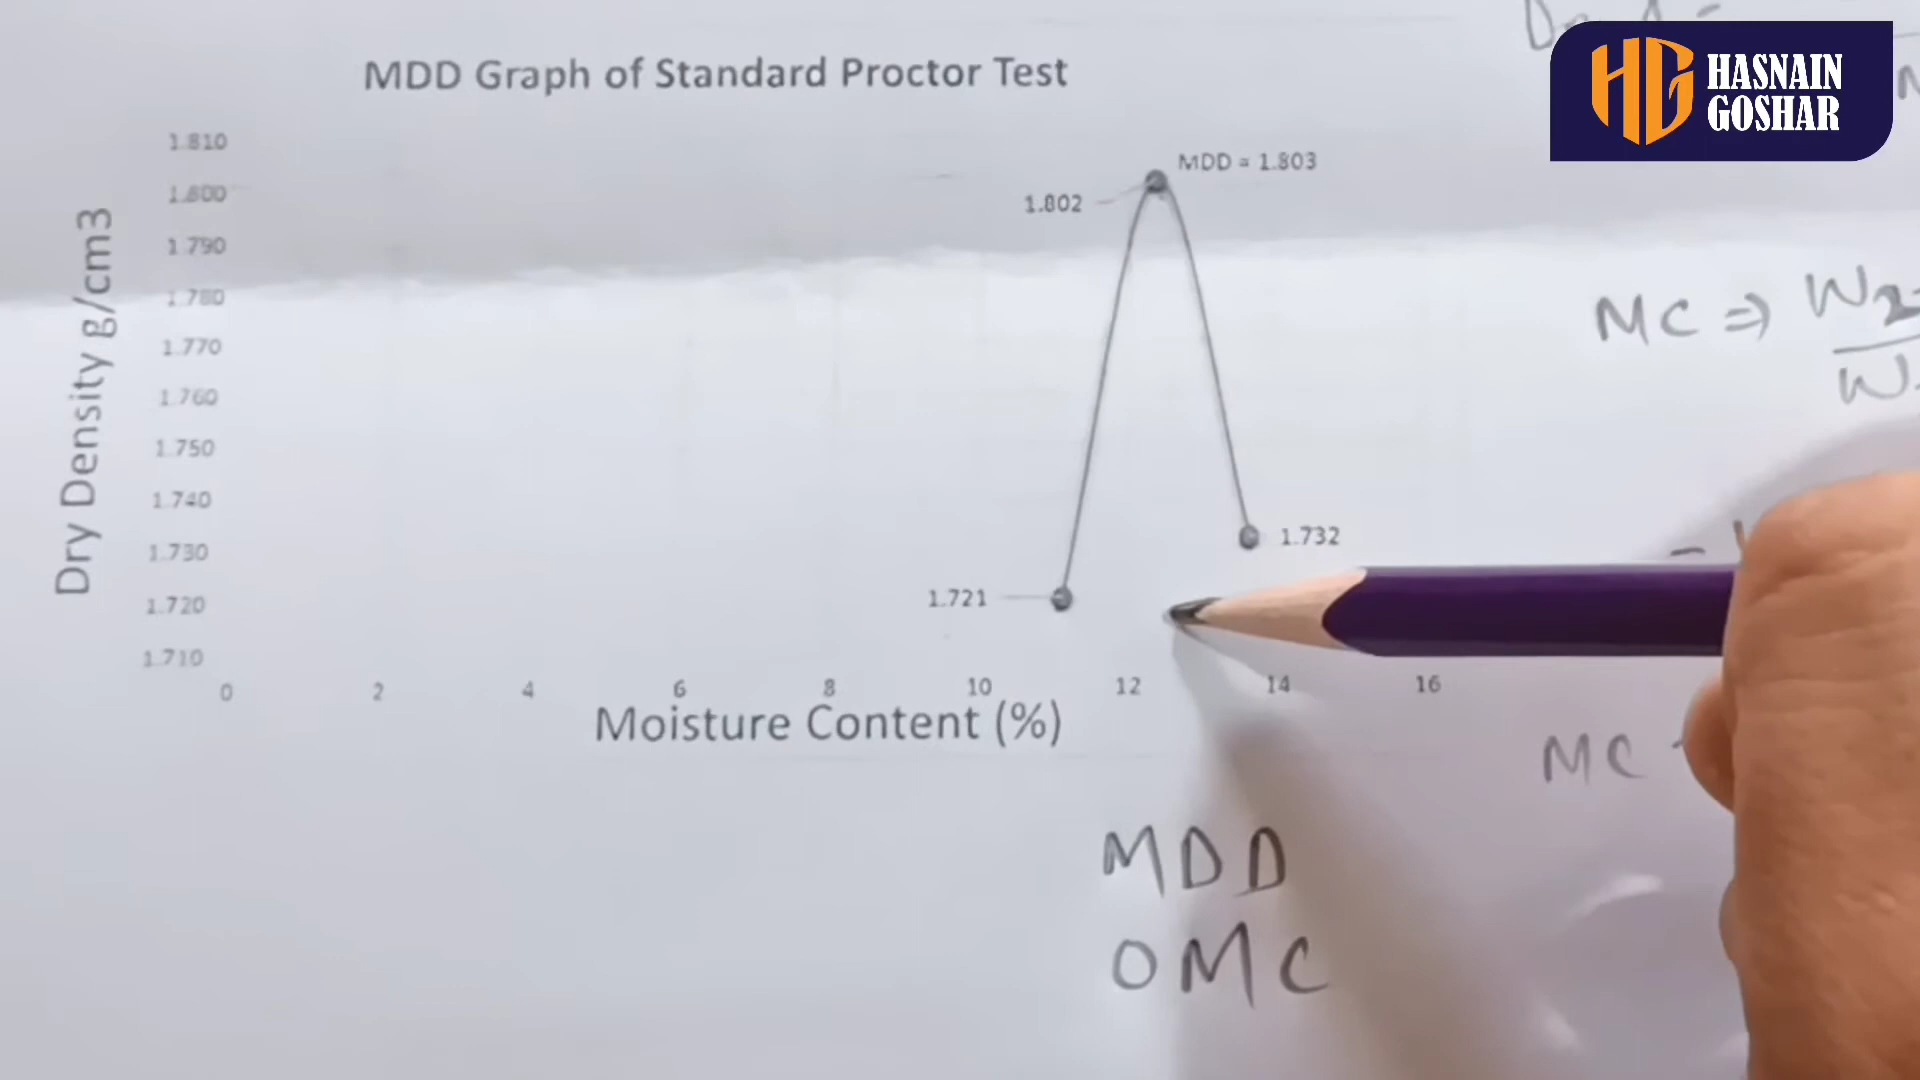 MDD Graph of Standard Proctor Test
HASNAIN
GOSHAR
1.810
1.800
1.790
1.780
1.770
1.760
1.750
1.740
1.730
1.720
1.710
Dry Density g/cm3
MDD = 1.803
1.802
1.732
1.721
0 2 4 6 8 10 12 14 16
Moisture Content (%)
MC ⇒ W2-
MC
MDD
OMC